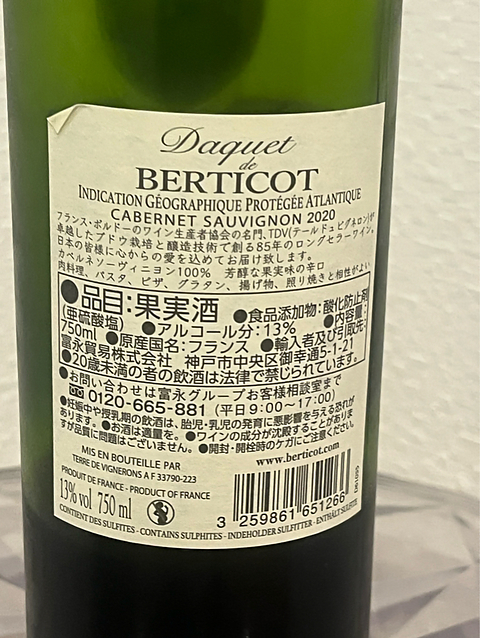 Daquet
de
BERTICOT
INDICATION GÉOGRAPHIQUE PROTÉGÉE ATLANTIQUE
CABERNET SAUVIGNON 2020
フランス・ボルドーのワイン生産者協会の名門、TDV(テールドュビグネロン)が
卓越したブドウ栽培と醸造技術で創る85年のロングセラーワイン。
日本の皆様に心からの愛を込めてお届け致します。
カベルネソーヴィニヨン100% 芳醇な果実味の辛口
肉料理、パスタ、ピザ、グラタン、揚げ物、照り焼きと相性がよい
●品目:果実酒 ●食品添加物:酸化防止剤
(亜硫酸塩) ●アルコール分:13% ●内容量:
750ml ●原産国名:フランス ●輸入者及び引取先:
富永貿易株式会社 神戸市中央区御幸通5-1-21
●20歳未満の者の飲酒は法律で禁じられています。
●お問い合わせは富永グループお客様相談室まで
0120-665-881 (平日9:00〜17:00)
●妊娠中や授乳期の飲酒は、胎児・乳児の発育に悪影響を与える恐れが
あります。●お酒は適量を。●ワインの成分が沈殿することがありま
すが品質に問題はございません。●開封・開栓時のケガにご注意ください。
MIS EN BOUTEILLE PAR
TERRE DE VIGNERONS A F 33790-223
www.berticot.com
PRODUIT DE FRANCE - PRODUCT OF FRANCE
13% vol 750 ml
3 259861 651266
CONTIENT DES SULFITES - CONTAINS SULPHITES - INDEHOLDER SULFITTER - ENTHÄLT SULFITE